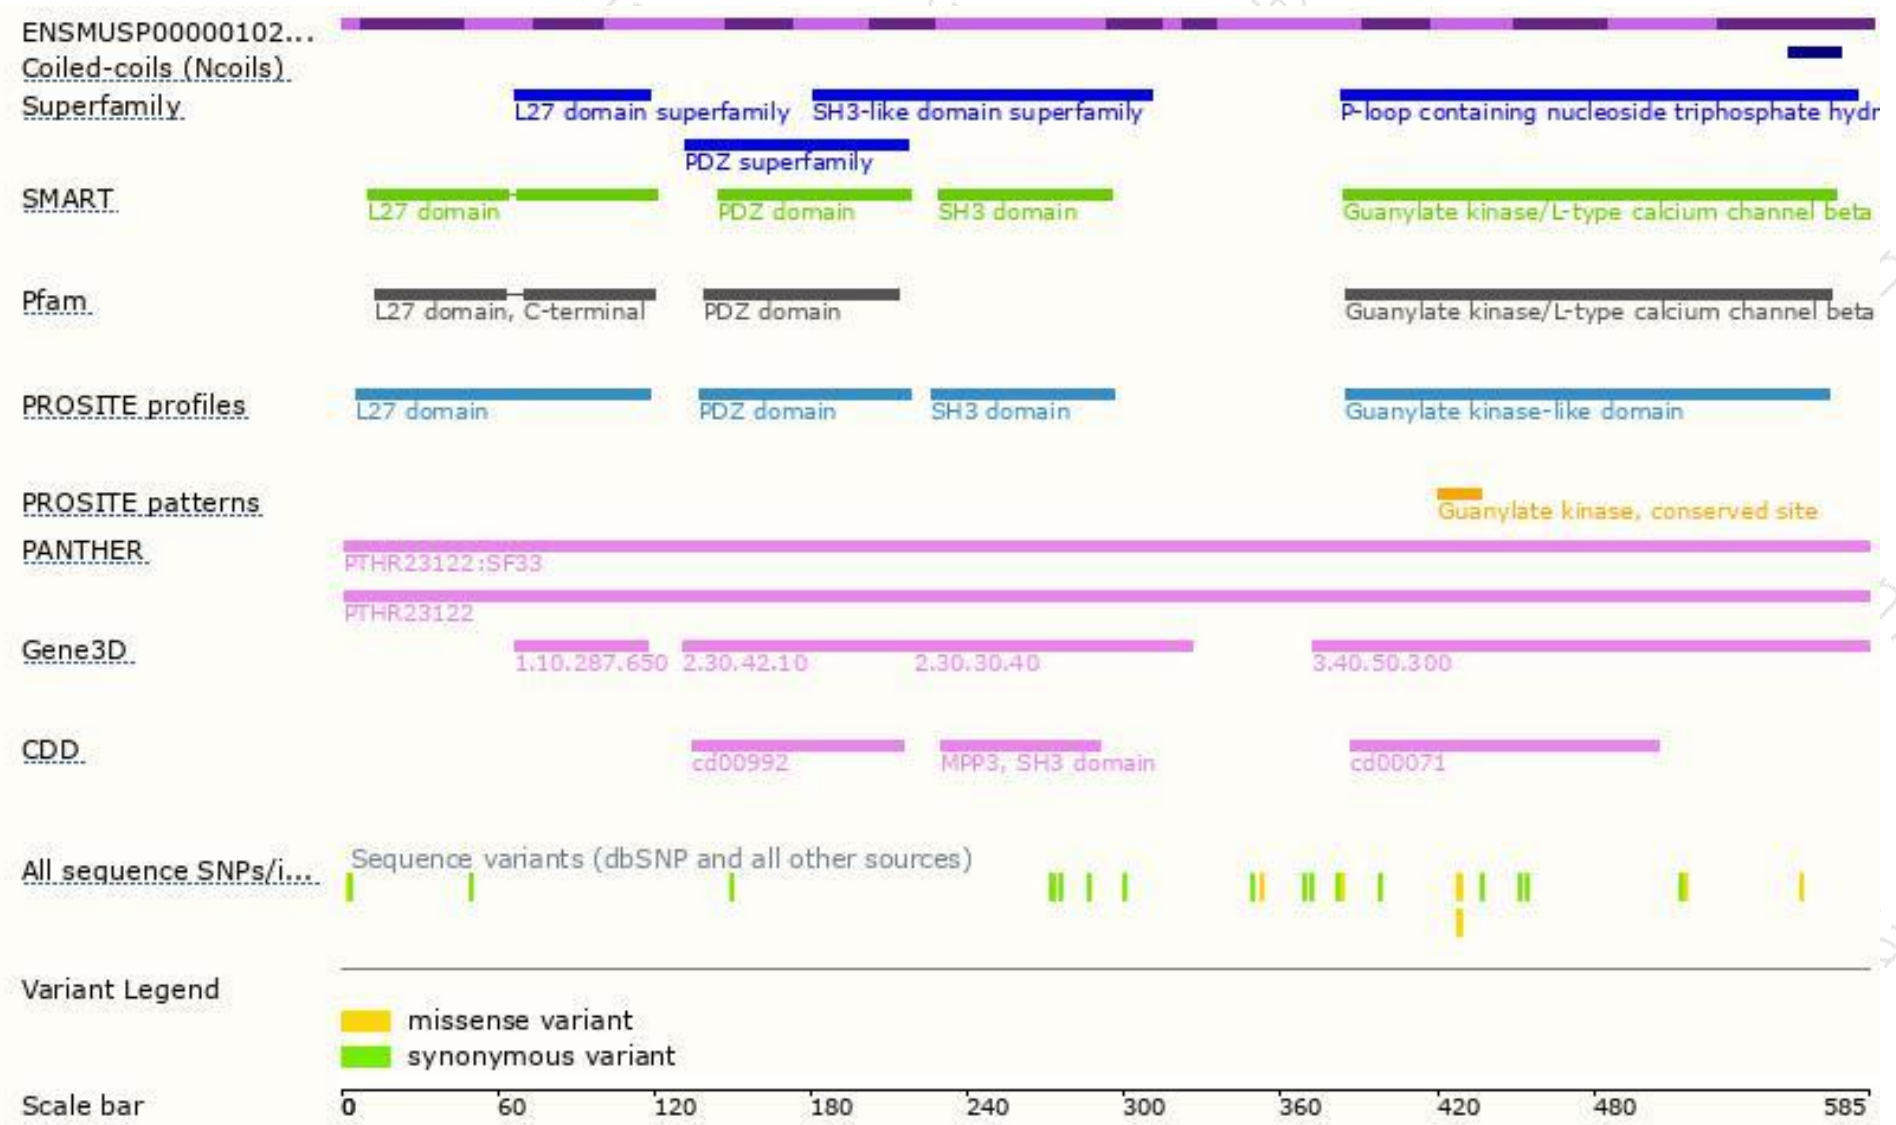 ENSMUSP00000102...
Coiled-coils (Ncoils)
Superfamily
L27 domain superfamily SH3-like domain superfamily P-loop containing nucleoside triphosphate hydr
PDZ superfamily
SMART
L27 domain PDZ domain SH3 domain Guanylate kinase/L-type calcium channel beta
Pfam
L27 domain, C-terminal PDZ domain Guanylate kinase/L-type calcium channel beta
PROSITE profiles
L27 domain PDZ domain SH3 domain Guanylate kinase-like domain
PROSITE patterns
Guanylate kinase, conserved site
PANTHER
PTHR23122:SF33
PTHR23122
Gene3D
1.10.287.650 2.30.42.10 2.30.30.40 3.40.50.300
CDD
cd00992 MPP3, SH3 domain cd00071
Sequence variants (dbSNP and all other sources)
All sequence SNPs/i...
Variant Legend
missense variant
synonymous variant
Scale bar 0 60 120 180 240 300 360 420 480 585